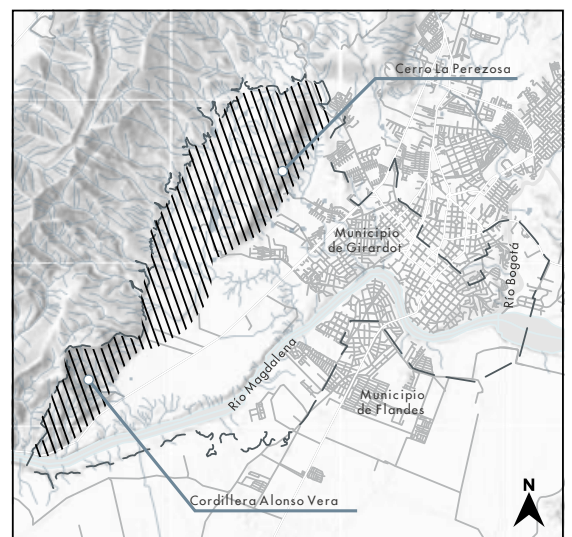 Cerro La Perezosa
Municipio
de Girardot
Río Bogotá
Río Magdalena
Municipio
de Flandes
Cordillera Alonso Vera
N